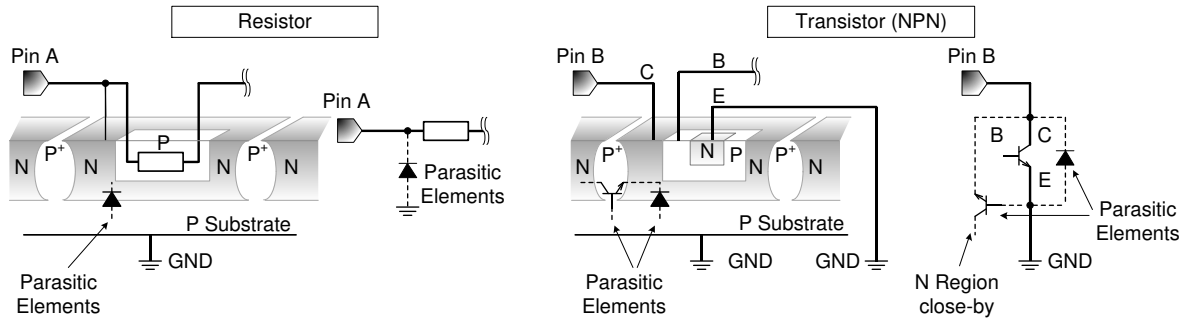 Resistor
Transistor (NPN)
Pin A
Pin A
P
N
P+
N
N
P+
N
Parasitic
Elements
P Substrate
GND
Parasitic
Elements
Pin B
C
B
E
N
P+
N
N
P
P+
N
P Substrate
GND
GND
Parasitic
Elements
Pin B
B
C
E
Parasitic
Elements
GND
N Region
close-by